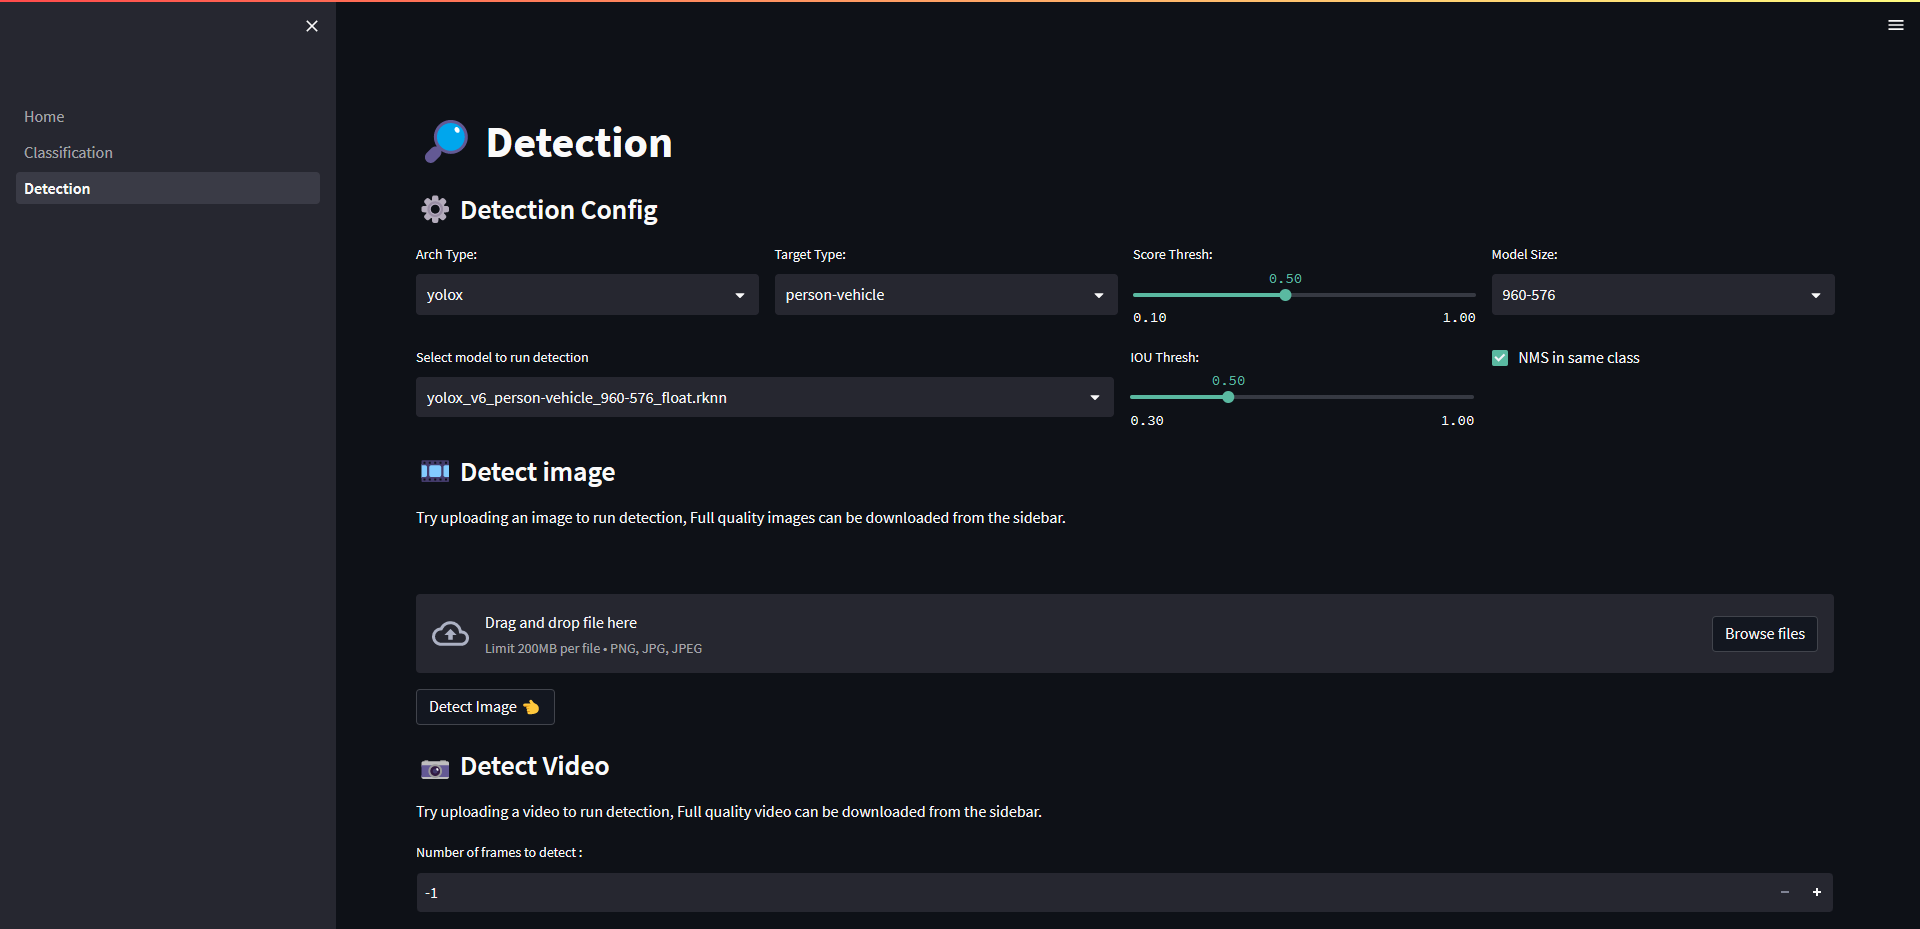 Home
Classification
Detection
Detection
Detection Config
Arch Type:
Target Type:
Score Thresh:
Model Size:
yolox
person-vehicle
0.50
0.10
1.00
960-576
Select model to run detection
IOU Thresh:
NMS in same class
yolox_v6_person-vehicle_960-576_float.rknn
0.50
0.30
1.00
Detect image
Try uploading an image to run detection, Full quality images can be downloaded from the sidebar.
Drag and drop file here
Limit 200MB per file • PNG, JPG, JPEG
Browse files
Detect Image
Detect Video
Try uploading a video to run detection, Full quality video can be downloaded from the sidebar.
Number of frames to detect :
-1